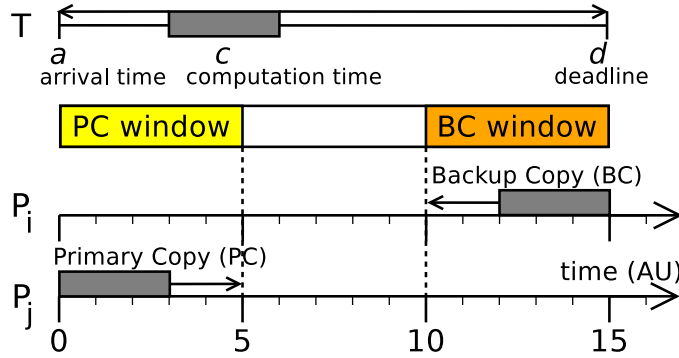 T
a c d
arrival time computation time deadline
PC window BC window
Backup Copy (BC)
Pi
Primary Copy (PC)
time (AU)
Pj
0 5 10 15